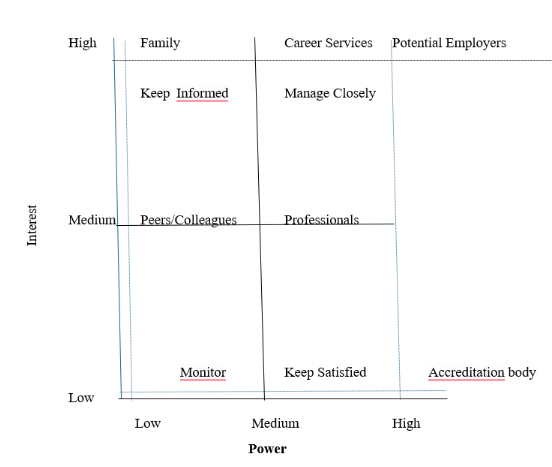 High Family Career Services Potential Employers
Keep Informed Manage Closely
Interest
Medium Peers/Colleagues Professionals
Monitor Keep Satisfied Accreditation body
Low
Low Medium High
Power